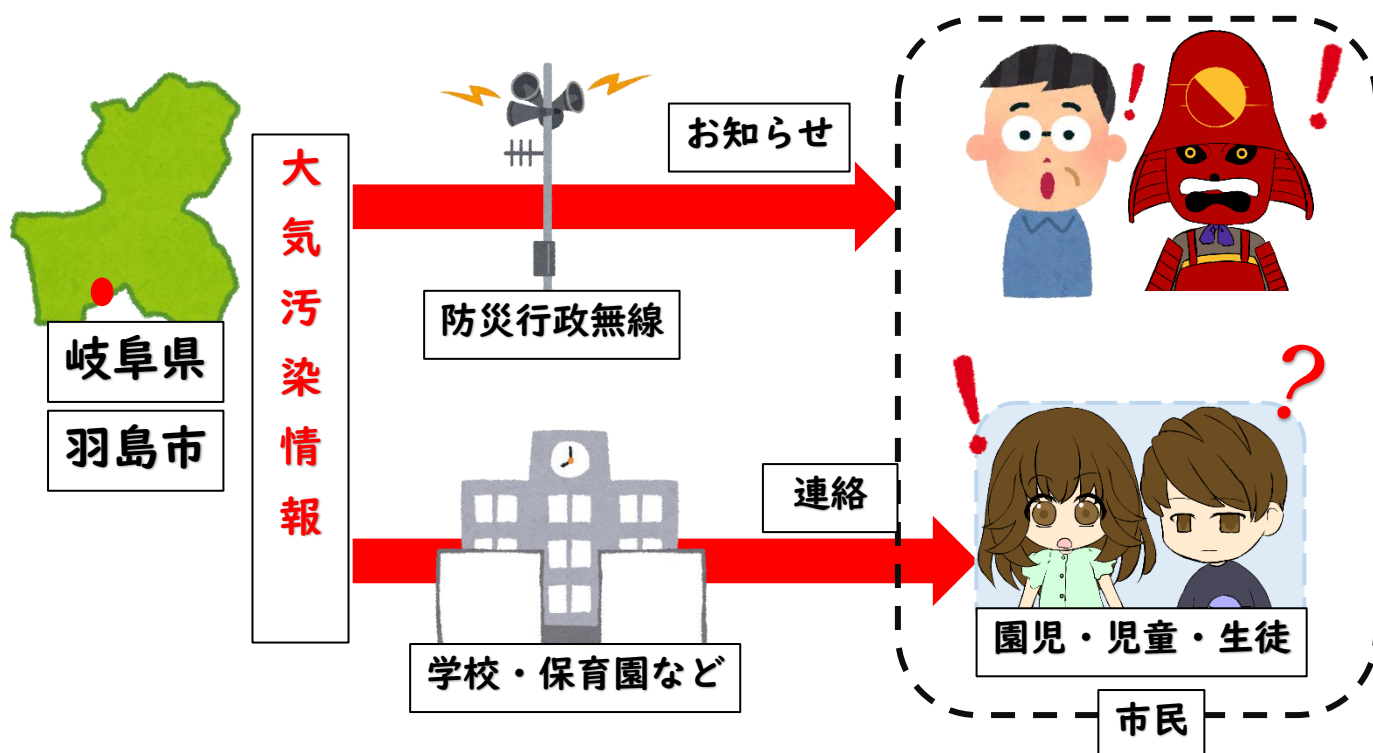 岐阜県
羽島市
大気汚染情報
防災行政無線
お知らせ
学校・保育園など
連絡
園児・児童・生徒
市民